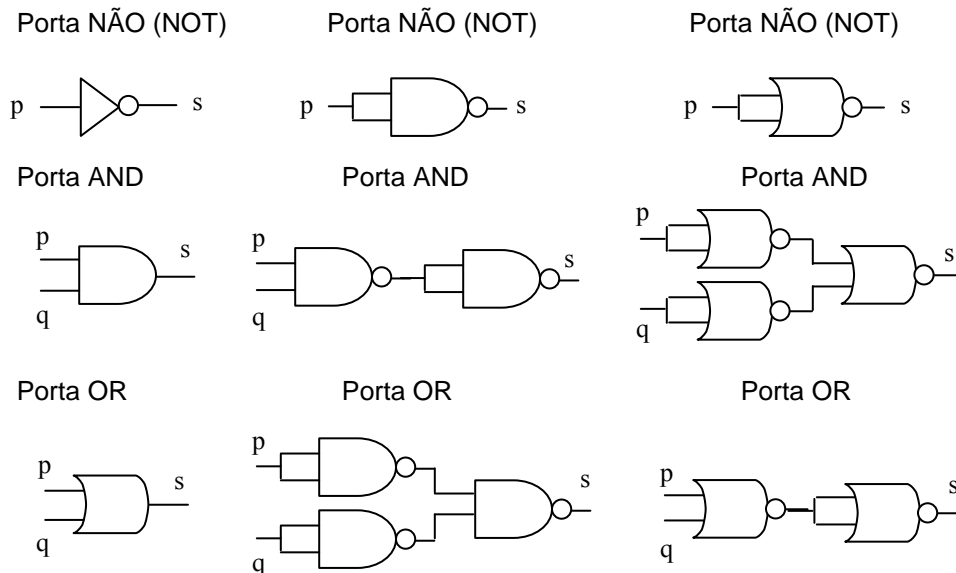 Porta NÃO (NOT) Porta NÃO (NOT) Porta NÃO (NOT)
p s p s p s
Porta AND Porta AND Porta AND
p s p s p s
q q q
Porta OR Porta OR Porta OR
p s p s p s
q q q